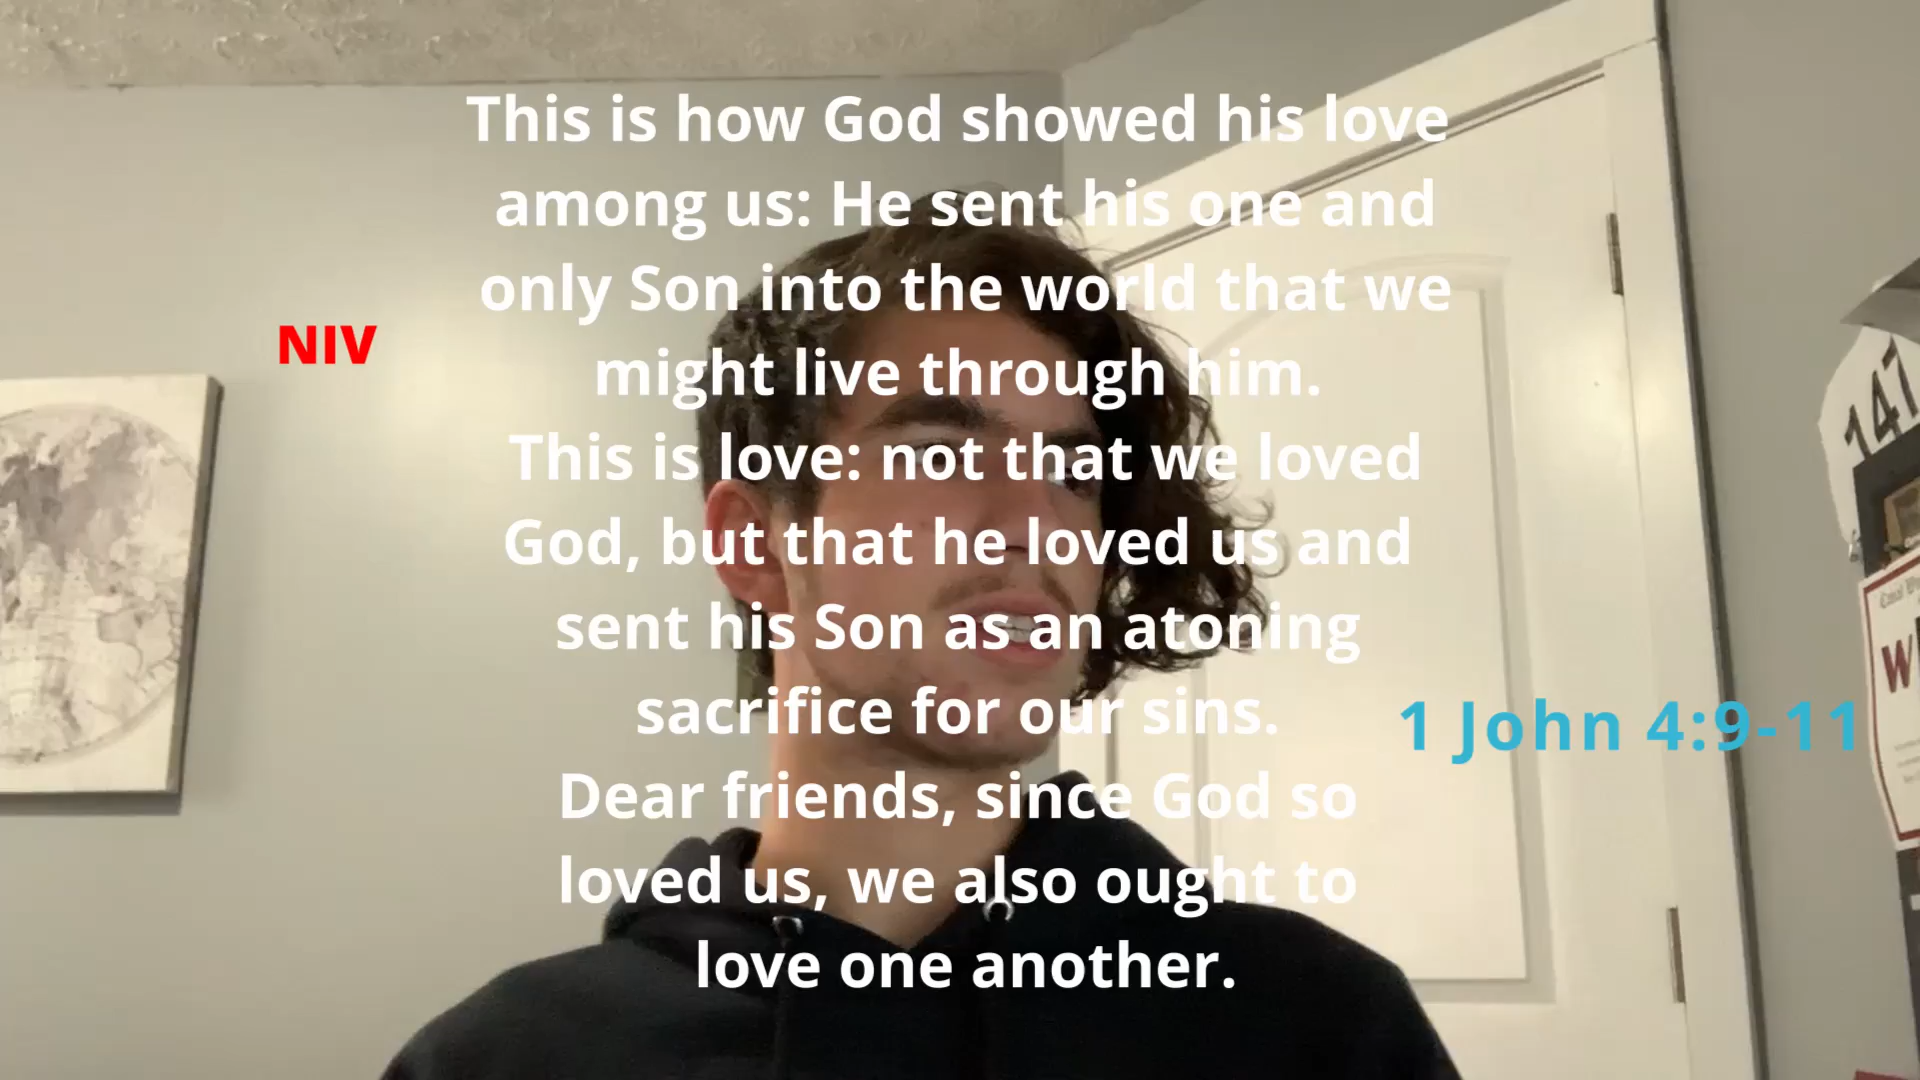 This is how God showed his love
among us: He sent his one and
only Son into the world that we
NIV
might live through him.
This is love: not that we loved
God, but that he loved us and
sent his Son as an atoning
sacrifice for our sins.
1 John 4:9-11
Dear friends, since God so
loved us, we also ought to
love one another.
147